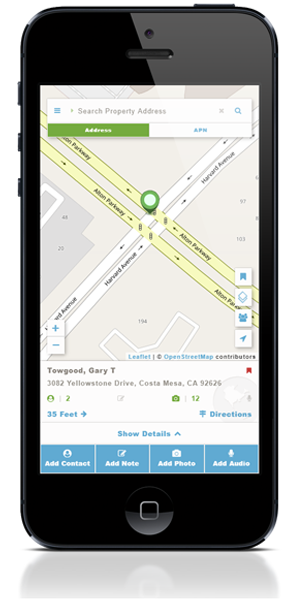 Search Property Address
Address
APN
Alton Parkway
Harvard Avenue
Alton Parkway
48
20
97
103
Harvard Avenue
Alton Parkway
Harvard Avenue
194
+
−
Leaflet | © OpenStreetMap contributors
Towgood, Gary T
3082 Yellowstone Drive, Costa Mesa, CA 92626
| 2
| 12
35 Feet
Directions
Show Details
Add Contact
Add Note
Add Photo
Add Audio